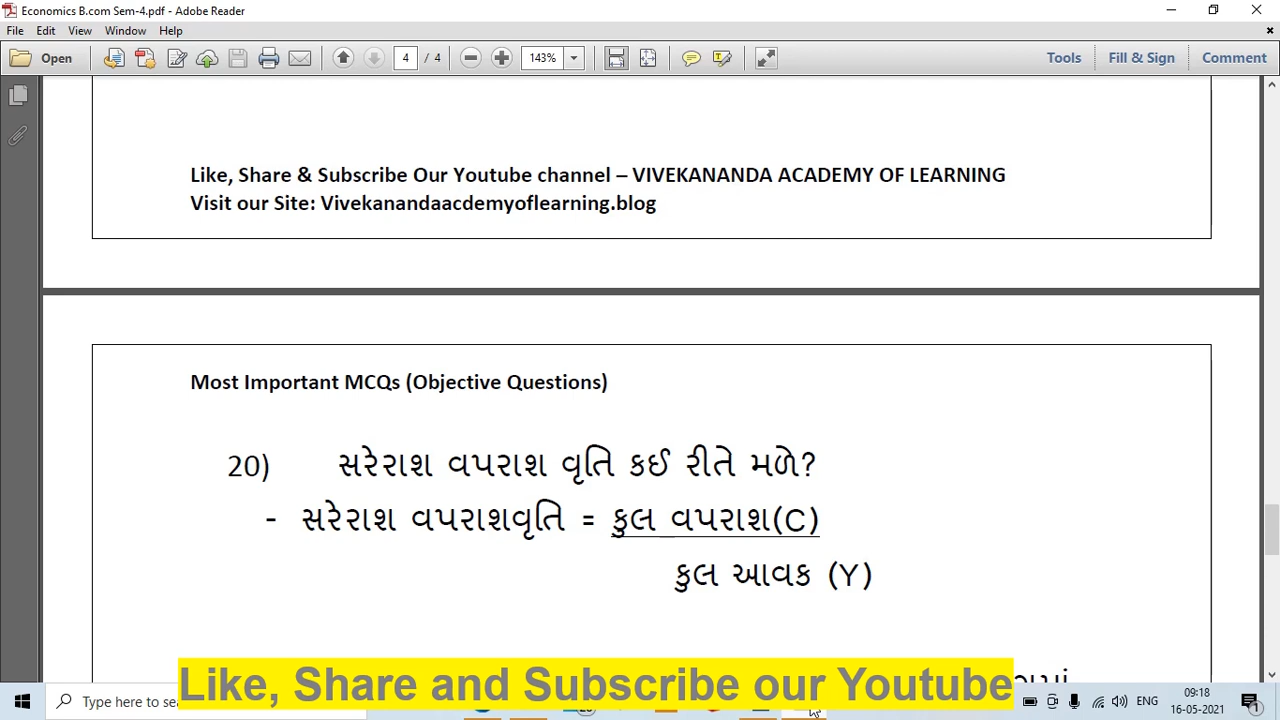 Economics B.com Sem-4.pdf - Adobe Reader
File Edit View Window Help
Open 4 / 4 143% Tools Fill & Sign Comment
Like, Share & Subscribe Our Youtube channel – VIVEKANANDA ACADEMY OF LEARNING
Visit our Site: Vivekanandaacdemyoflearning.blog
Most Important MCQs (Objective Questions)
20) સરેરાશ વપરાશ વૃતિ કઈ રીતે મળે?
- સરેરાશ વપરાશવૃતિ = કુલ વપરાશ(C)
કુલ આવક (Y)
Like, Share and Subscribe our Youtube
Type here to sea
ENG
09:18
16-05-2021